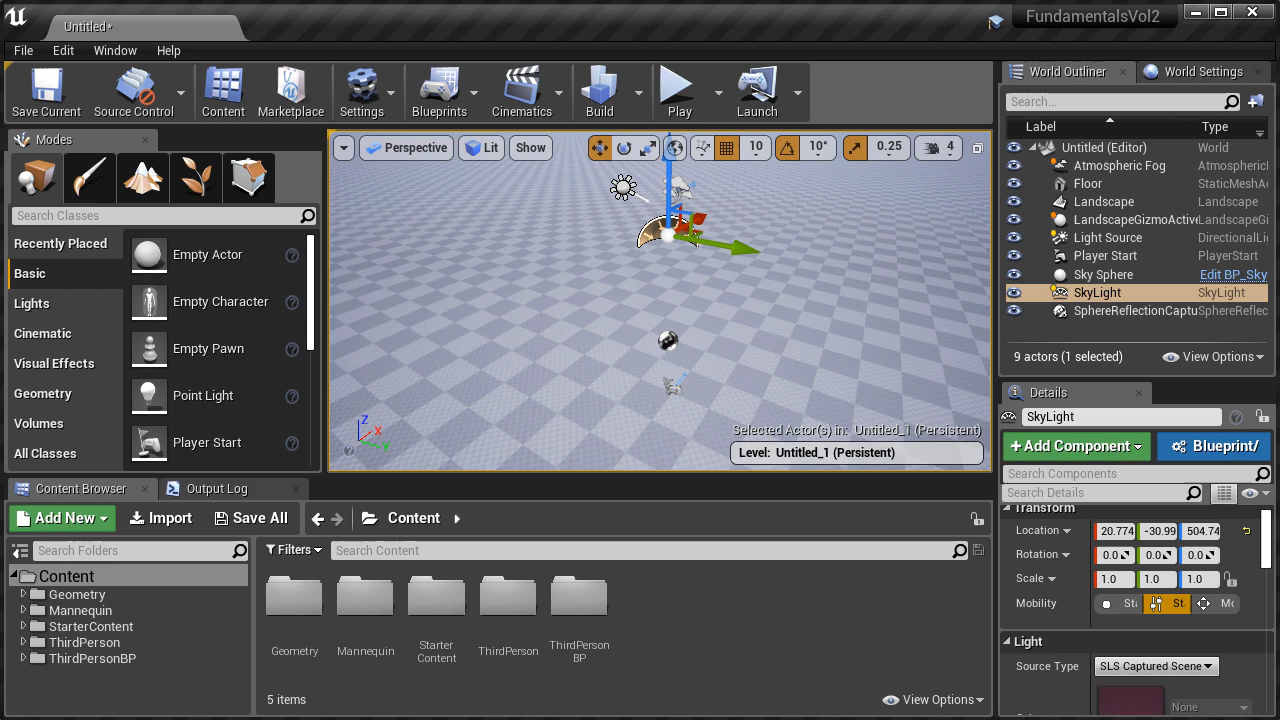 Untitled*
FundamentalsVol2
File Edit Window Help
Save Current
Source Control
Content
Marketplace
Settings
Blueprints
Cinematics
Build
Play
Launch
Modes
Search Classes
Recently Placed
Basic
Lights
Cinematic
Visual Effects
Geometry
Volumes
All Classes
Empty Actor
Empty Character
Empty Pawn
Point Light
Player Start
Perspective
Lit
Show
10
10°
0.25
4
Z
X
Y
Selected Actor(s) in: Untitled_1 (Persistent)
Level: Untitled_1 (Persistent)
World Outliner
World Settings
Search...
Label Type
Untitled (Editor) World
Atmospheric Fog Atmospheri
Floor StaticMeshA
Landscape Landscape
LandscapeGizmoActive LandscapeGi
Light Source DirectionalLi
Player Start PlayerStart
Sky Sphere Edit BP_Sky
SkyLight SkyLight
SphereReflectionCaptu SphereReflec
9 actors (1 selected)
View Options
Details
SkyLight
+Add Component
Blueprint/
Search Components
Search Details
Transform
Location 20.774 -30.99 504.74
Rotation 0.0 0.0 0.0
Scale 1.0 1.0 1.0
Mobility St St Mo
Light
Source Type SLS Captured Scene
None
Content Browser
Output Log
Add New
Import
Save All
Content
Search Folders
Filters
Search Content
Content
Geometry
Mannequin
StarterContent
ThirdPerson
ThirdPersonBP
Geometry
Mannequin
Starter
Content
ThirdPerson
ThirdPerson
BP
5 items
View Options